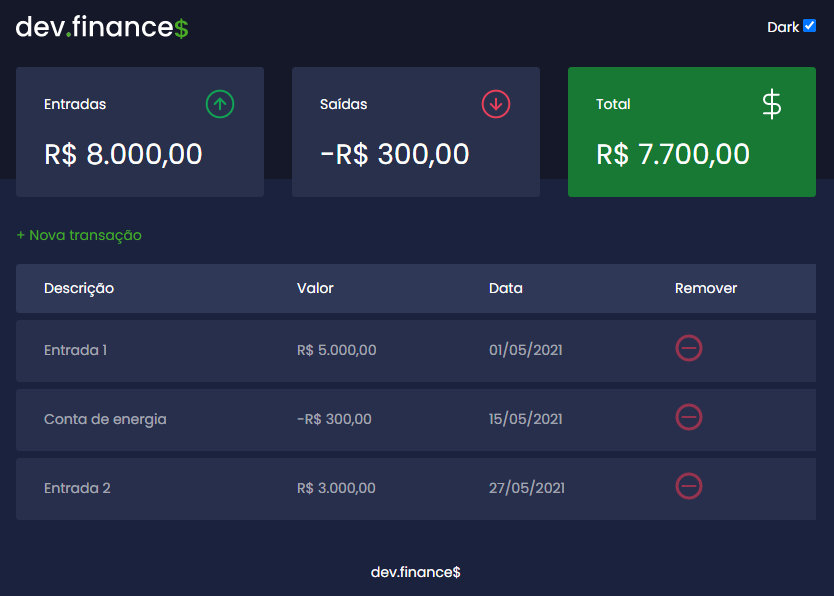 dev.finance$
Dark
Entradas
R$ 8.000,00
Saídas
-R$ 300,00
Total
$
R$ 7.700,00
+ Nova transação
Descrição Valor Data Remover
Entrada 1 R$ 5.000,00 01/05/2021
Conta de energia -R$ 300,00 15/05/2021
Entrada 2 R$ 3.000,00 27/05/2021
dev.finance$